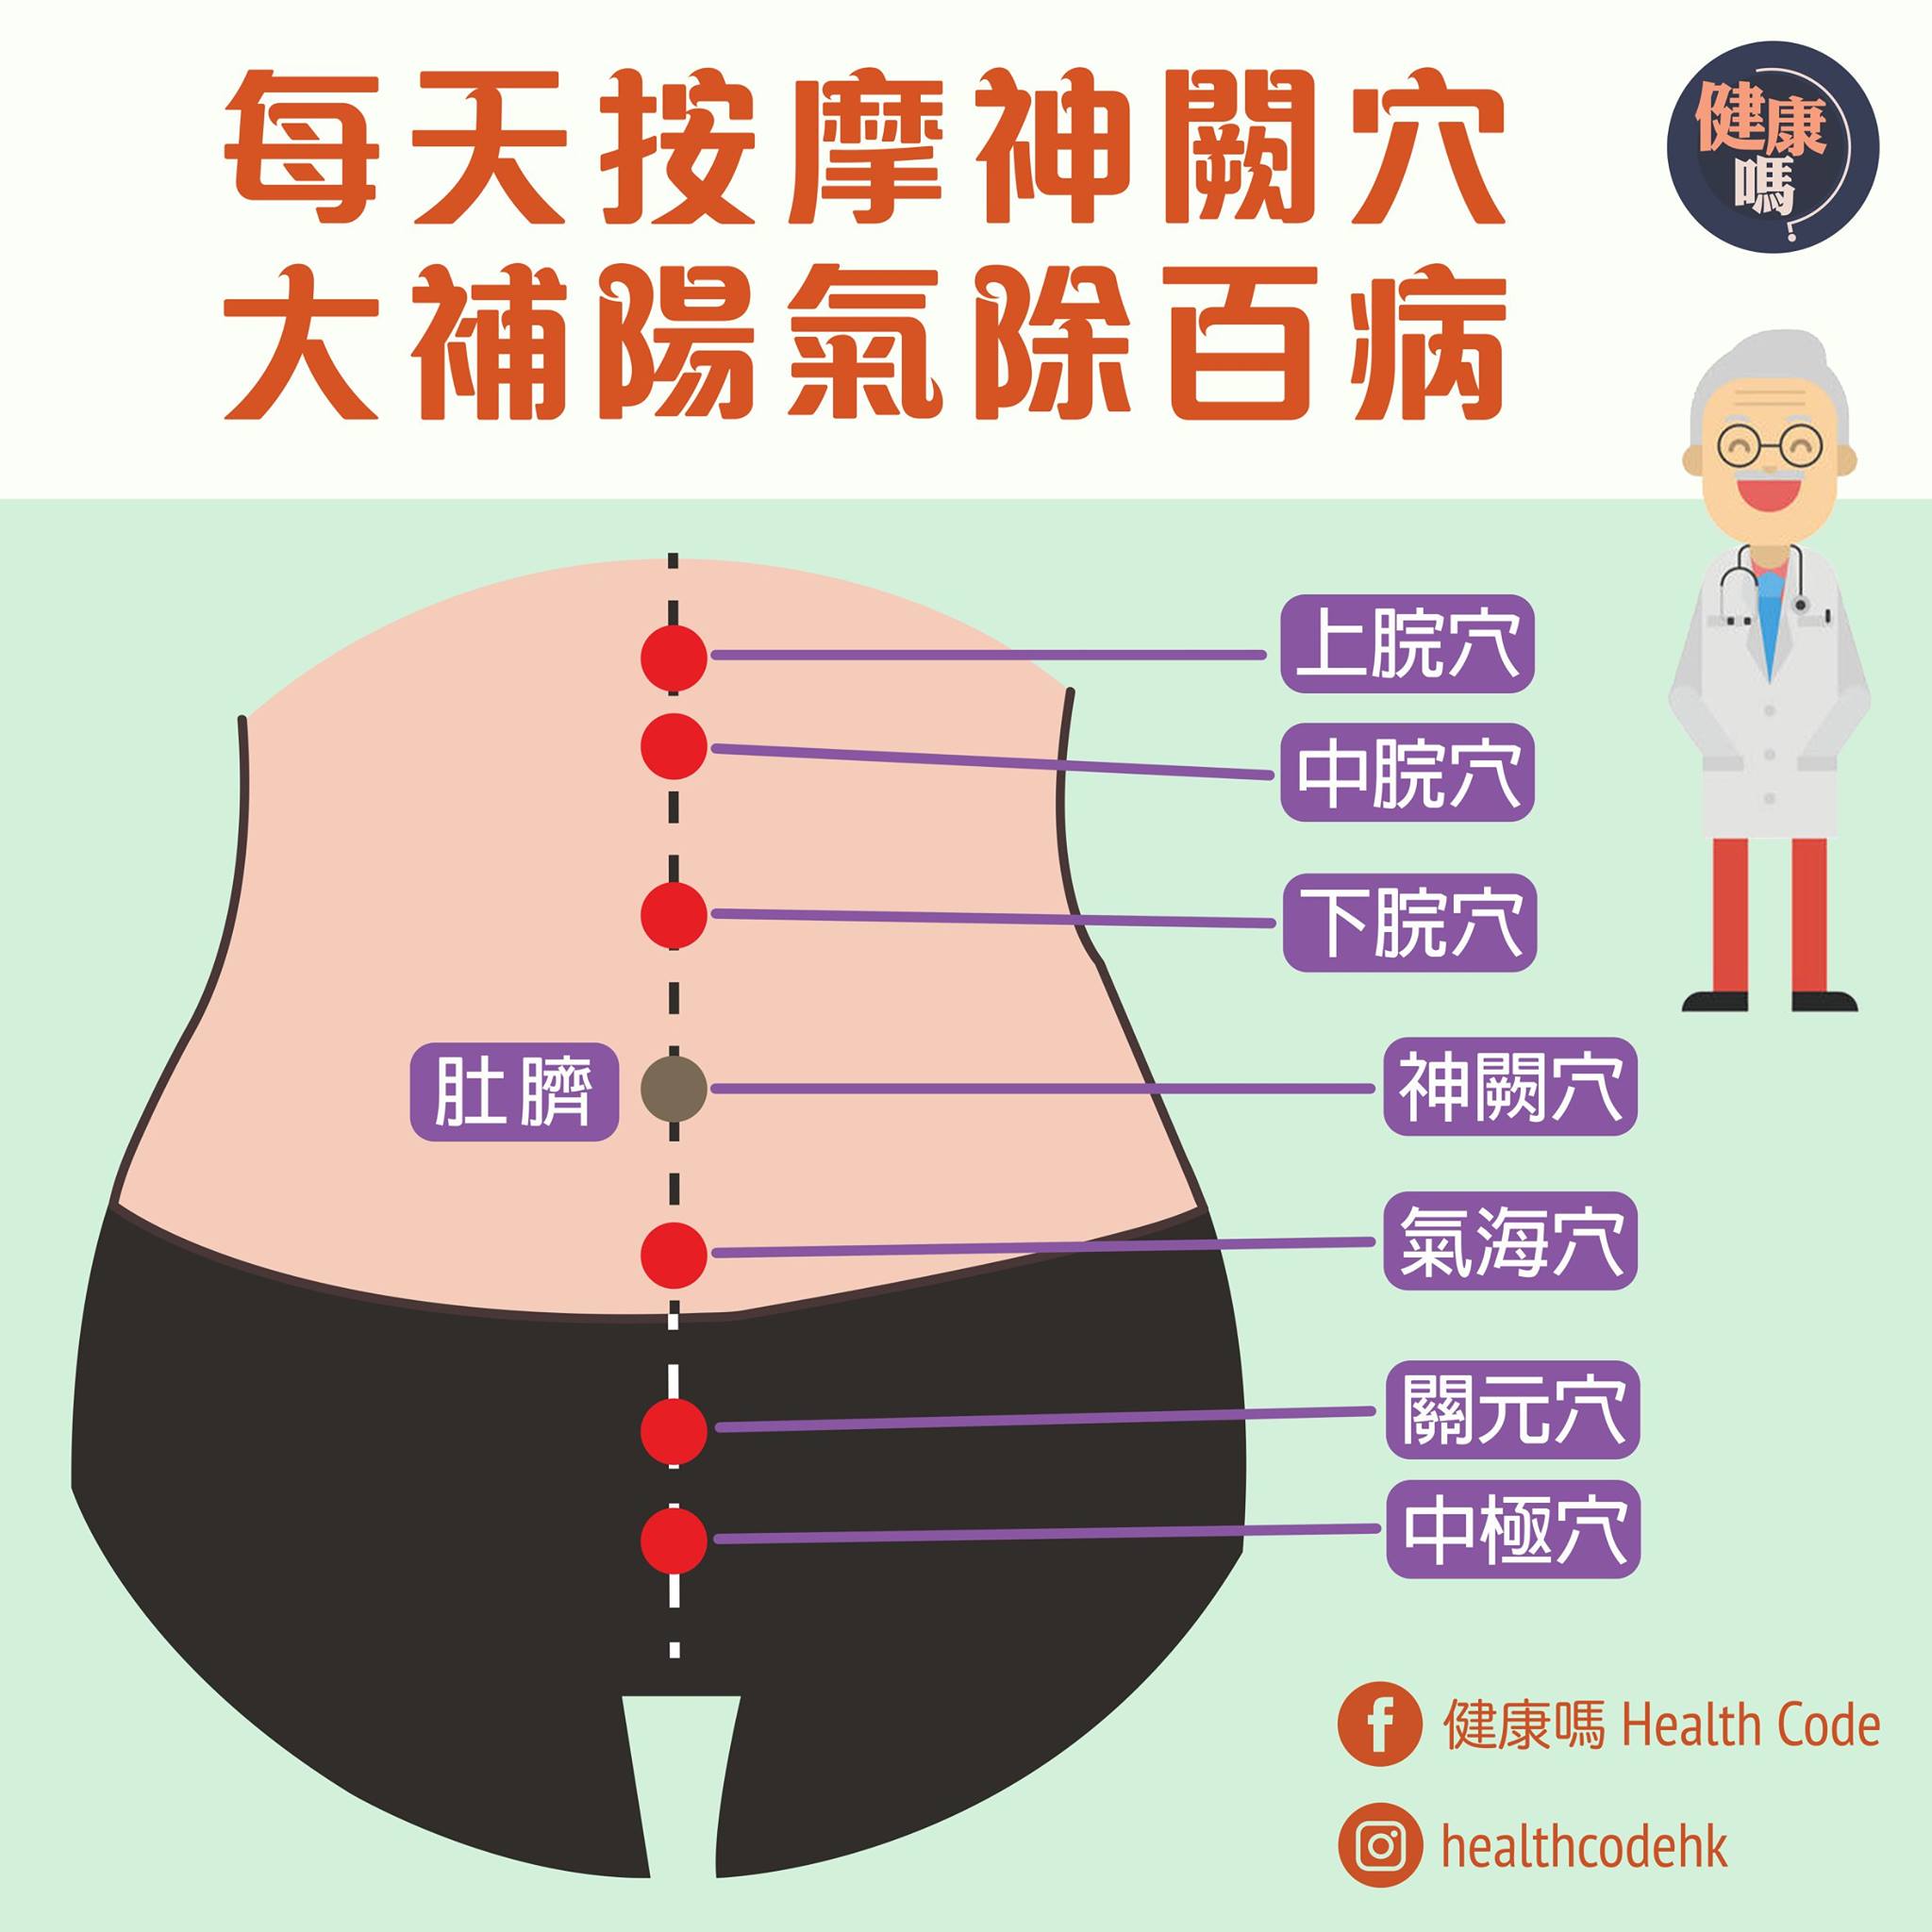 每天按摩神闕穴
大補陽氣除百病
健康
嗎?
上脘穴
中脘穴
下脘穴
肚臍
神闕穴
氣海穴
關元穴
中極穴
健康嗎 Health Code
healthcodehk